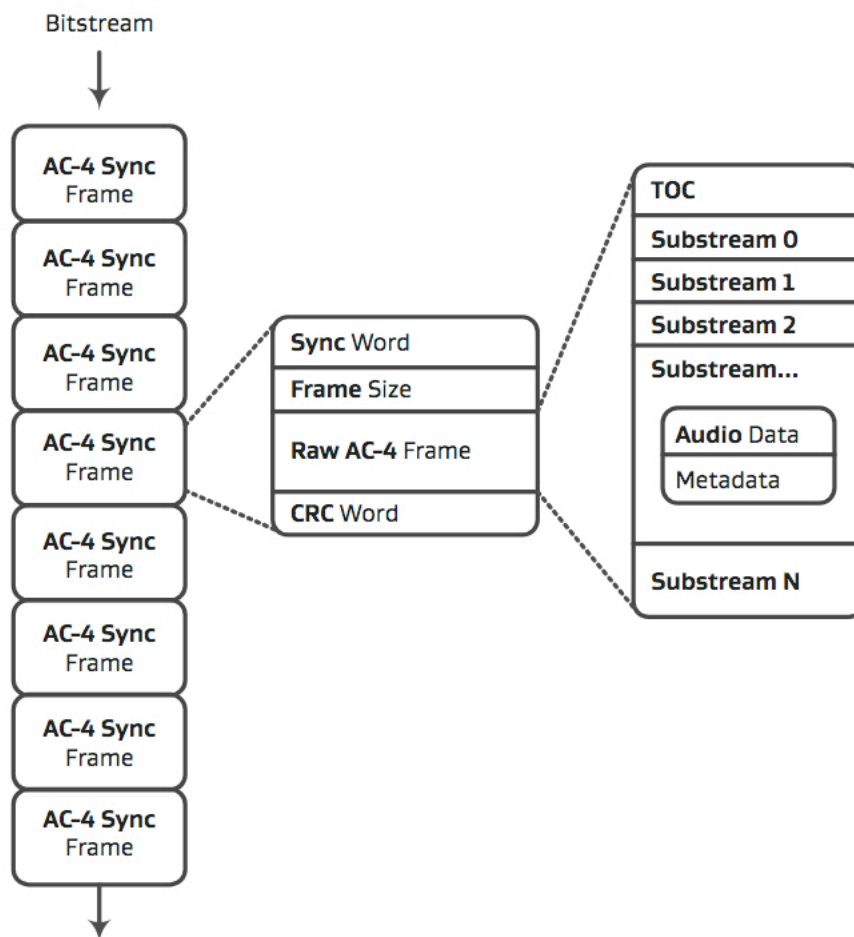 Bitstream
AC-4 Sync
Frame
AC-4 Sync
Frame
AC-4 Sync
Frame
AC-4 Sync
Frame
AC-4 Sync
Frame
AC-4 Sync
Frame
AC-4 Sync
Frame
AC-4 Sync
Frame
Sync Word
Frame Size
Raw AC-4 Frame
CRC Word
TOC
Substream 0
Substream 1
Substream 2
Substream...
Audio Data
Metadata
Substream N